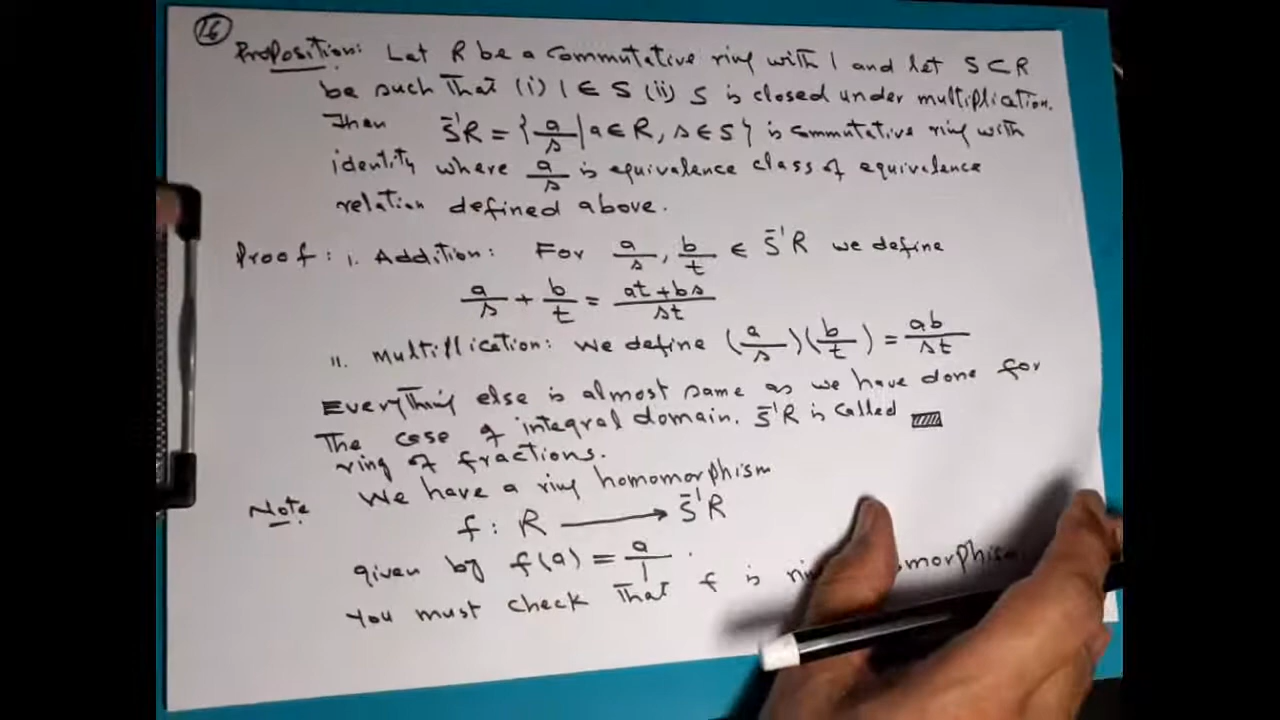 16
Proposition: Let R be a commutative ring with 1 and let S⊂R
be such that (i) 1 ∈ S (ii) S is closed under multipliation.
Then S⁻¹R = {a/s | a ∈ R, s ∈ S} is commutative ring with
identity where a/s is equivalence class of equivalence
relation defined above.
Proof: i. Addition: For a/s, b/t ∈ S⁻¹R we define
a/s + b/t = (at+bs)/st
ii. Multiplication: We define (a/s)(b/t) = ab/st
Everything else is almost same as we have done for
The case of integral domain. S⁻¹R is called
ring of fractions.
Note We have a ring homomorphism
f: R ⟶ S⁻¹R
given by f(a) = a/1.
You must check That f is